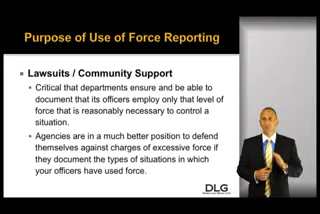 Purpose of Use of Force Reporting
Lawsuits / Community Support
Critical that departments ensure and be able to
document that its officers employ only that level of
force that is reasonably necessary to control a
situation.
Agencies are in a much better position to defend
themselves against charges of excessive force if
they document the types of situations in which
your officers have used force.
DLG